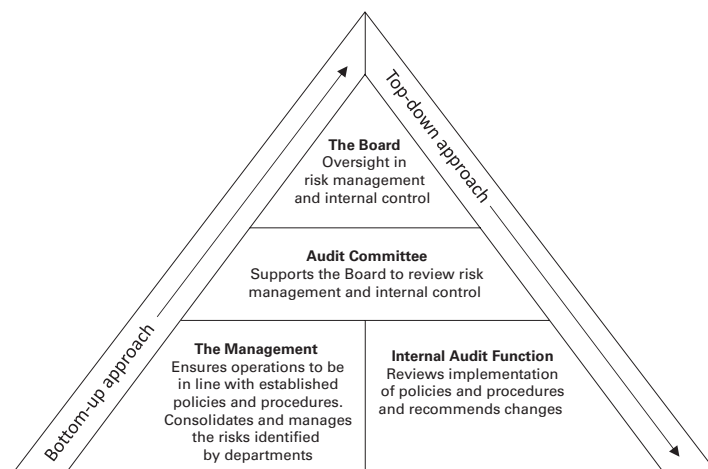 Top-down approach
The Board
Oversight in
risk management
and internal control
Audit Committee
Supports the Board to review risk
management and internal control
Bottom-up approach
The Management
Ensures operations to be
in line with established
policies and procedures.
Consolidates and manages
the risks identified
by departments
Internal Audit Function
Reviews implementation
of policies and procedures
and recommends changes